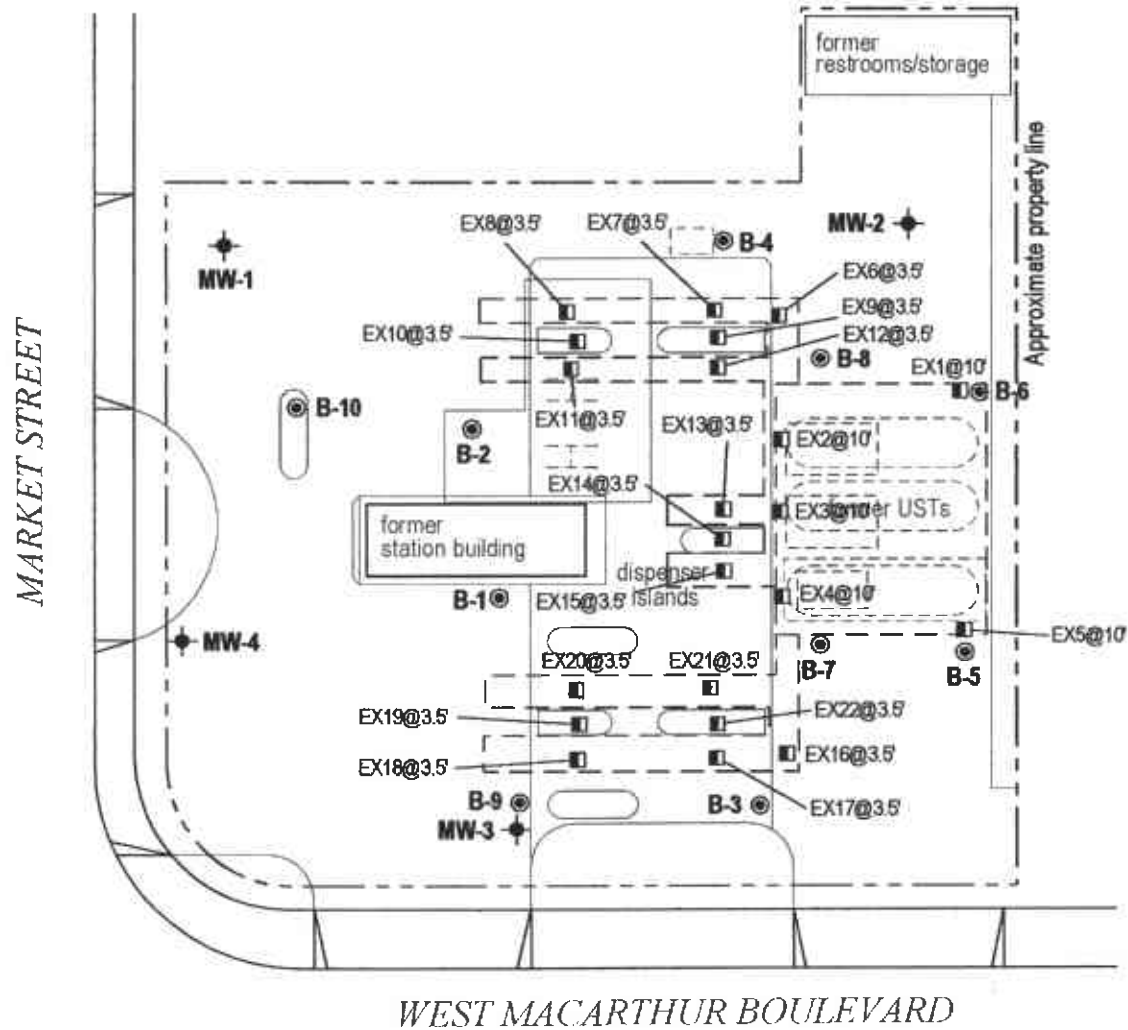 former
restrooms/storage
Approximate property line
MARKET STREET
MW-1
EX8@3.5'
EX7@3.5'
B-4
MW-2
EX6@3.5'
EX9@3.5'
EX10@3.5'
EX12@3.5'
B-8
EX1@10'
B-6
B-10
EX11@3.5'
EX13@3.5'
B-2
EX2@10'
EX14@3.5'
former
station building
EX3@10'
former USTs
dispenser
islands
B-1
EX15@3.5'
EX4@10'
MW-4
EX5@10'
B-7
B-5
EX20@3.5'
EX21@3.5'
EX19@3.5'
EX22@3.5'
EX18@3.5'
EX16@3.5'
B-9
B-3
EX17@3.5'
MW-3
WEST MACARTHUR BOULEVARD